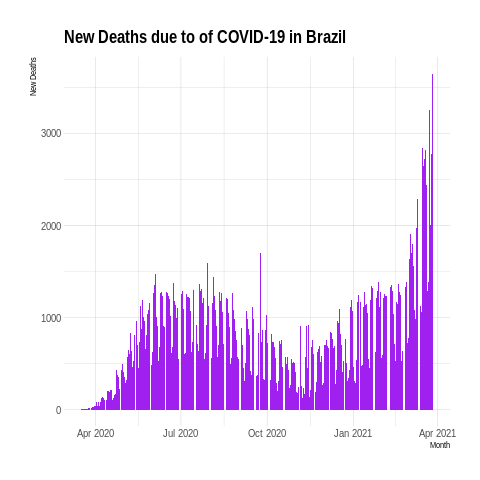 New Deaths due to of COVID-19 in Brazil
New Deaths
3000
2000
1000
0
Apr 2020 Jul 2020 Oct 2020 Jan 2021 Apr 2021
Month